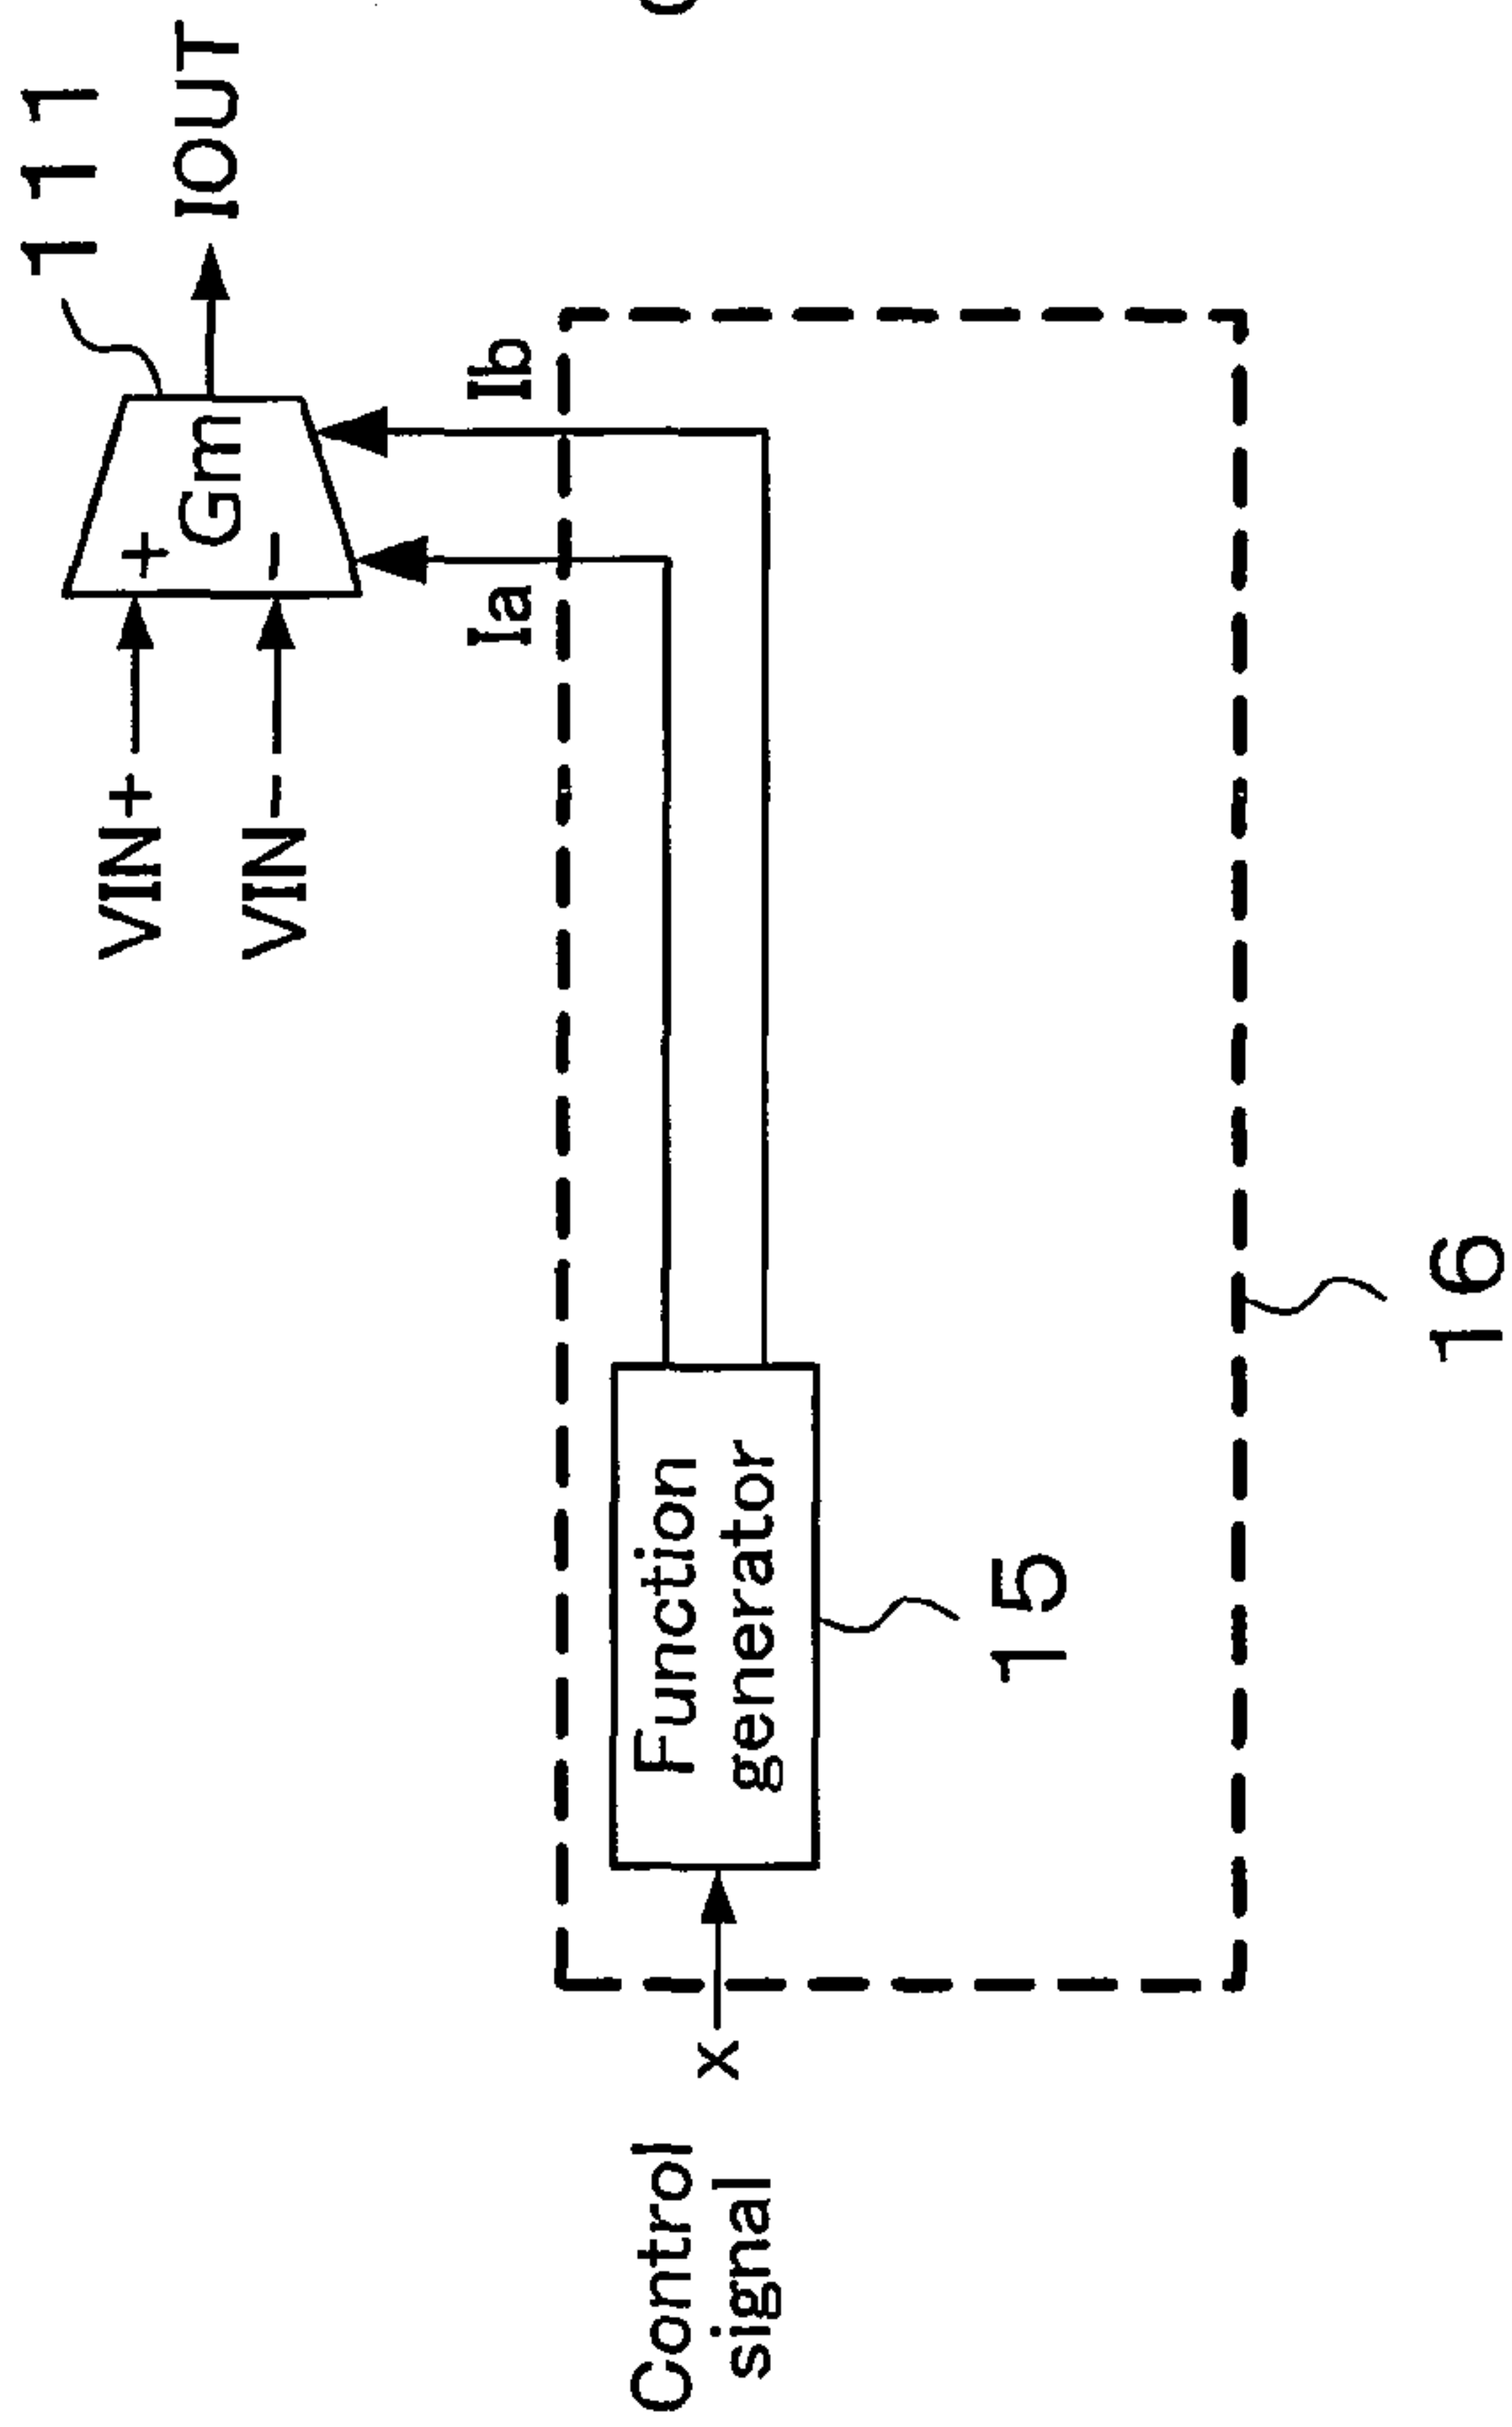 111
VIN+
+
Gm
IOUT
VIN−
−
Ia
Ib
Control
signal
x
Function
generator
15
16